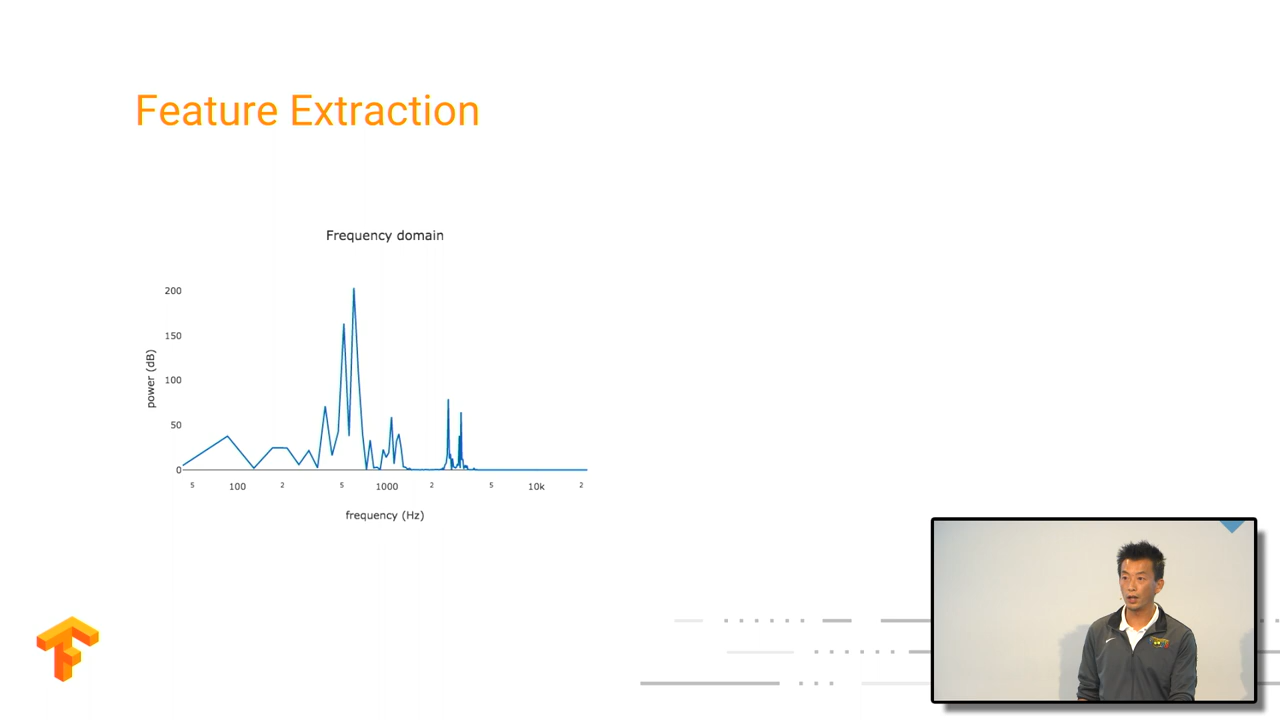 Feature Extraction
Frequency domain
200
150
100
50
0
power (dB)
5 100 2 5 1000 2 5 10k 2
frequency (Hz)